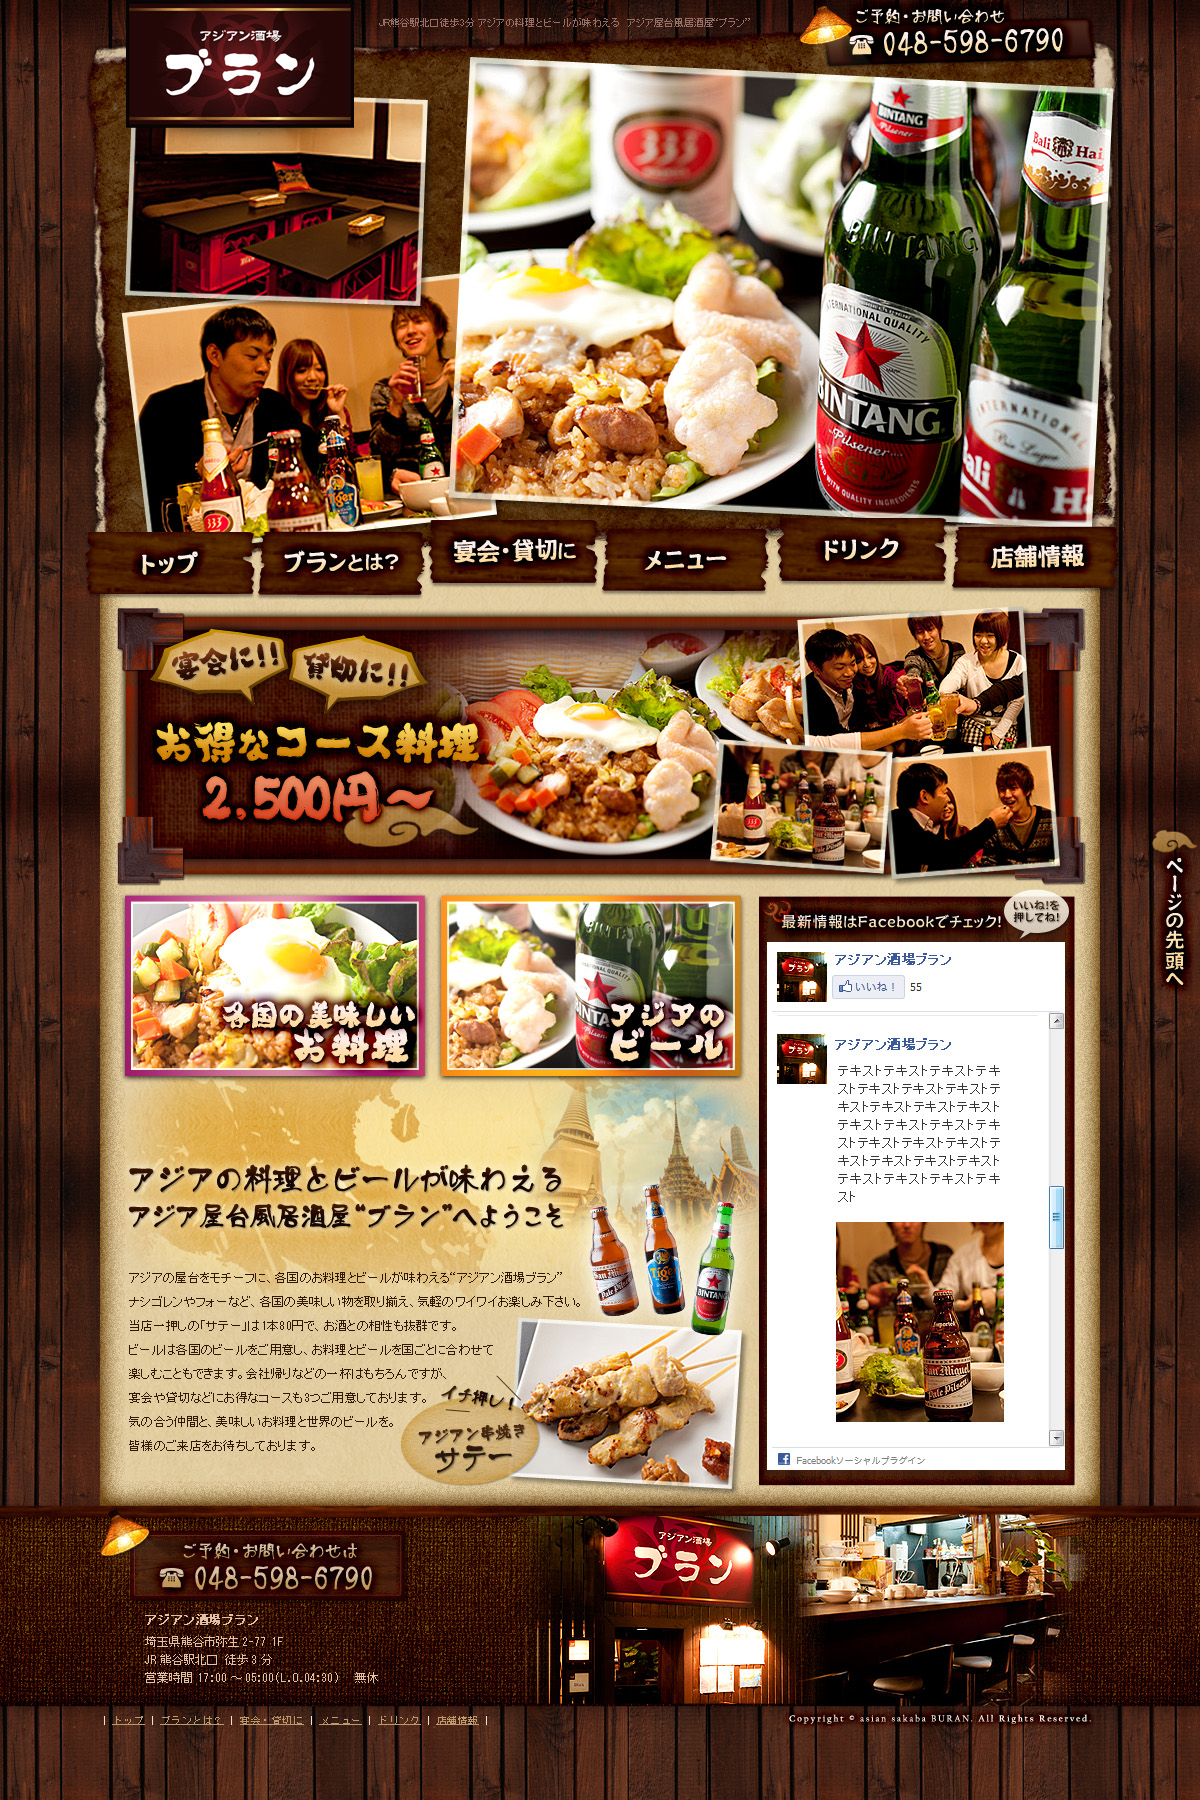 アジアン酒場
ブラン
JR熊谷駅北口徒歩3分 アジアの料理とビールが味わえる アジア屋台風居酒屋“ブラン”
ご予約・お問い合わせ
048-598-6790
333
BINTANG
Pilsener
Bali Hai
BINTANG
INTERNATIONAL QUALITY
BINTANG
Pilsener
INTERNATIONAL
Bali Ha
333
Tiger
トップ
ブランとは?
宴会・貸切に
メニュー
ドリンク
店舗情報
宴会に!!
貸切に!!
お得なコース料理
2,500円～
333
ページの先頭へ
各国の美味しい
お料理
アジアの
ビール
最新情報はFacebookでチェック!
いいね!を
押してね!
アジアン酒場ブラン
いいね！ 55
アジアン酒場ブラン
テキストテキストテキストテキ
ストテキストテキストテキストテ
キストテキストテキストテキスト
テキストテキストテキストテキ
ストテキストテキストテキストテ
キストテキストテキストテキスト
テキストテキストテキストテキ
スト
San Miguel
Pale Pilsen
Facebookソーシャルプラグイン
アジアの料理とビールが味わえる
アジア屋台風居酒屋“ブラン”へようこそ
San Miguel
Pale Pilsen
Tiger
BINTANG
アジアの屋台をモチーフに、各国のお料理とビールが味わえる“アジアン酒場ブラン”
ナシゴレンやフォーなど、各国の美味しい物を取り揃え、気軽のワイワイお楽しみ下さい。
当店一押しの「サテー」は1本80円で、お酒との相性も抜群です。
ビールは各国のビールをご用意し、お料理とビールを国ごとに合わせて
楽しむこともできます。会社帰りなどの一杯はもちろんですが、
宴会や貸切などにお得なコースも3つご用意しております。
気の合う仲間と、美味しいお料理と世界のビールを。
皆様のご来店をお待ちしております。
イチ押し!
アジアン串焼き
サテー
ご予約・お問い合わせは
048-598-6790
アジアン酒場ブラン
埼玉県熊谷市弥生 2-77 1F
JR 熊谷駅北口 徒歩 3 分
営業時間 17:00 ～ 05:00(L.O.04:30) 無休
アジアン酒場
ブラン
| トップ | ブランとは? | 宴会・貸切に | メニュー | ドリンク | 店舗情報 |
Copyright © asian sakaba BURAN. All Rights Reserved.